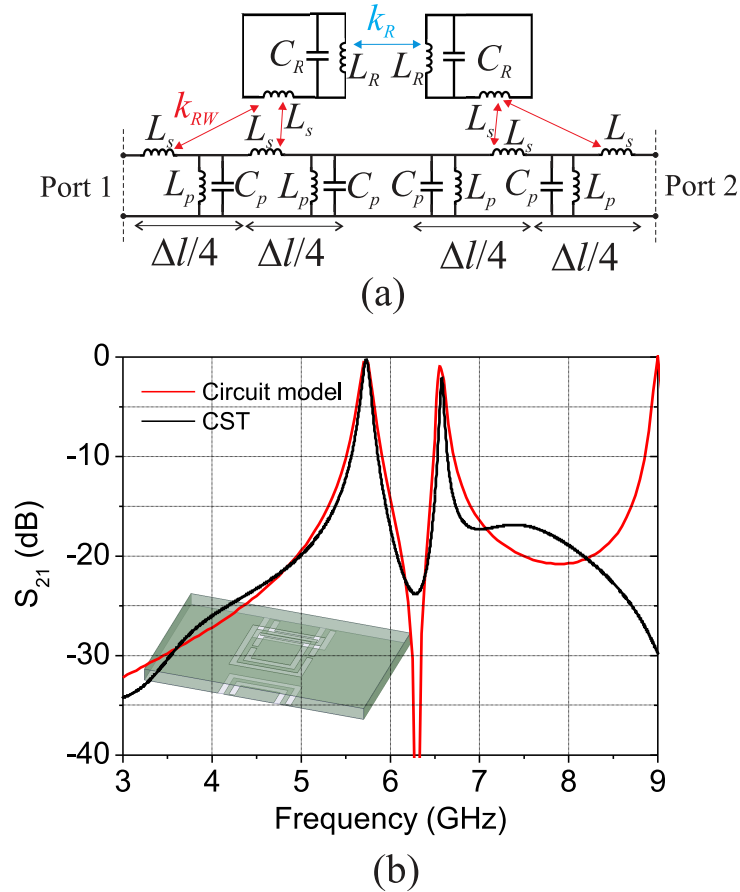 k_R
C_R L_R L_R C_R
k_RW
L_s L_s L_s L_s L_s L_s
Port 1 L_p C_p L_p C_p C_p L_p C_p L_p Port 2
Δl/4 Δl/4 Δl/4 Δl/4
(a)
0
Circuit model
CST
-10
-20
-30
-40
S_21 (dB)
3 4 5 6 7 8 9
Frequency (GHz)
(b)